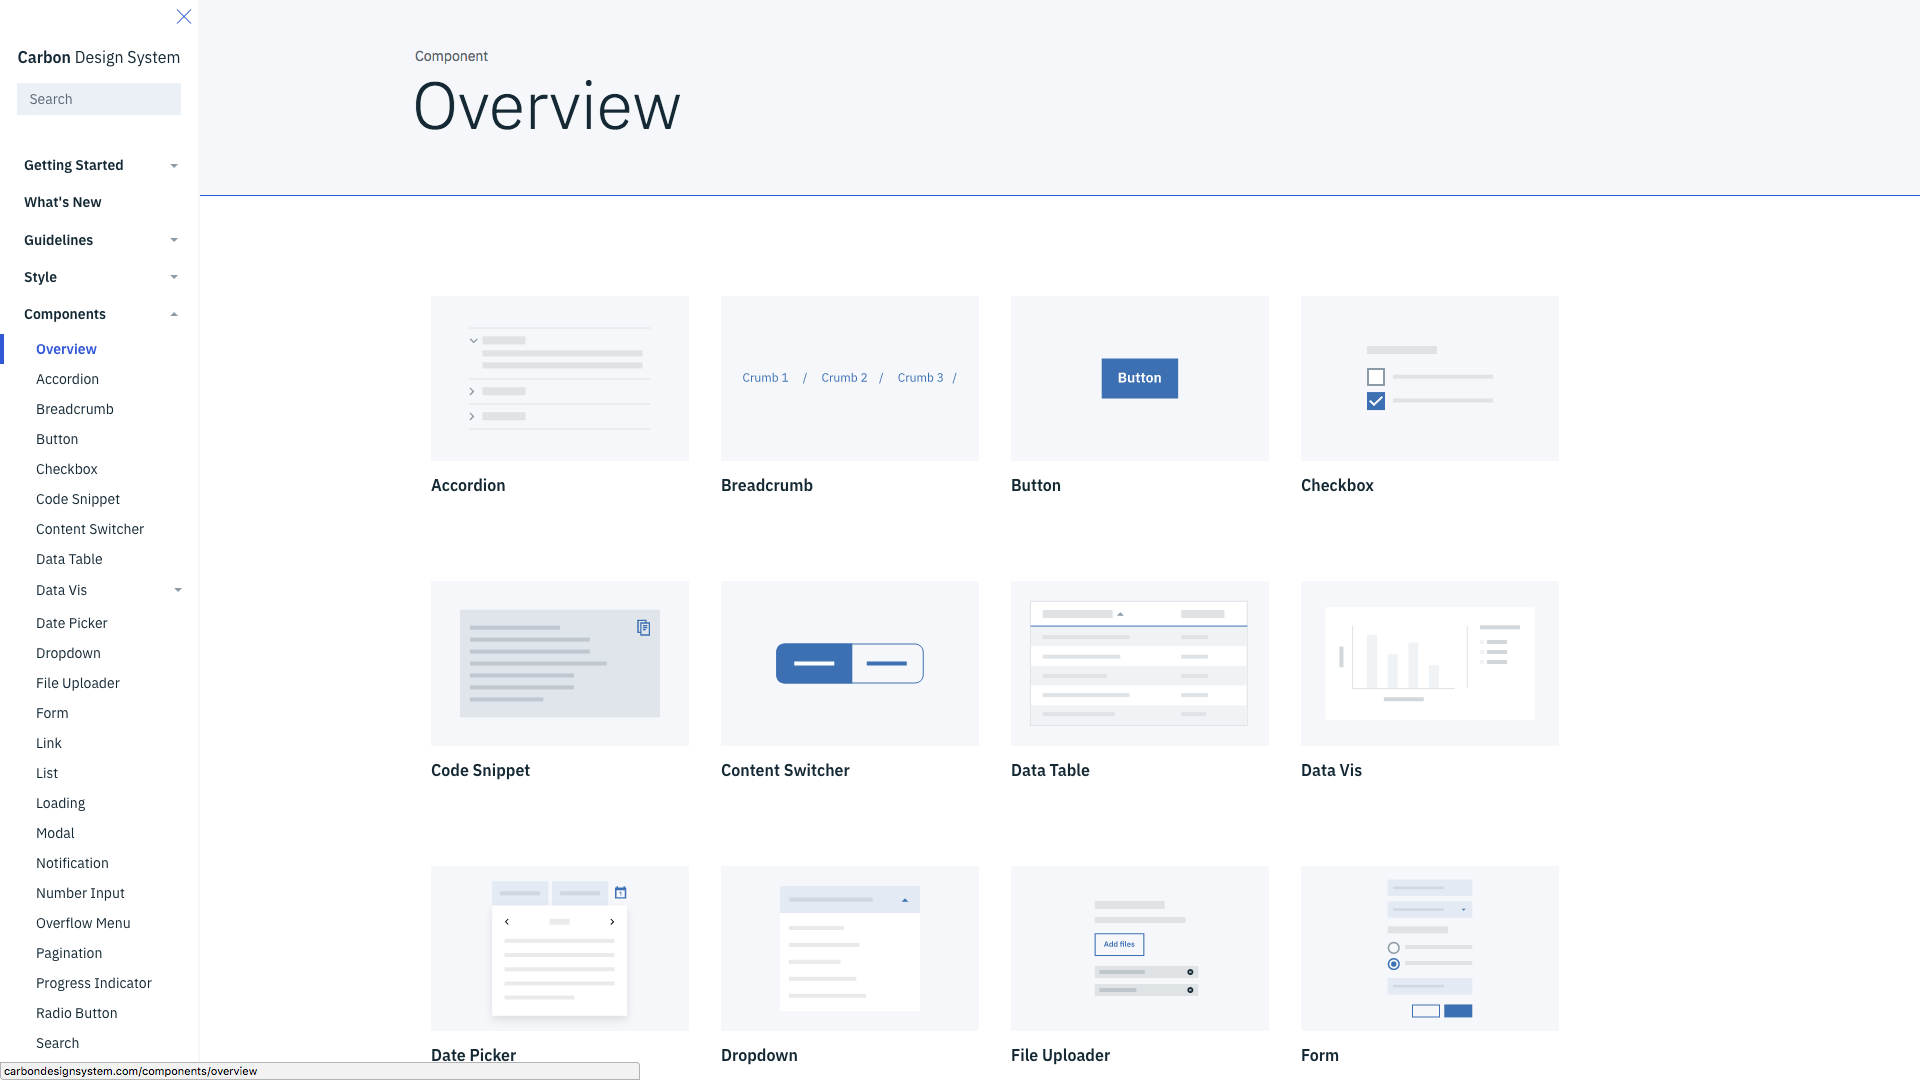 Carbon Design System
Search
Getting Started
What's New
Guidelines
Style
Components
Overview
Accordion
Breadcrumb
Button
Checkbox
Code Snippet
Content Switcher
Data Table
Data Vis
Date Picker
Dropdown
File Uploader
Form
Link
List
Loading
Modal
Notification
Number Input
Overflow Menu
Pagination
Progress Indicator
Radio Button
Search
carbondesignsystem.com/components/overview
Component
Overview
Crumb 1 / Crumb 2 / Crumb 3 /
Button
Accordion
Breadcrumb
Button
Checkbox
Code Snippet
Content Switcher
Data Table
Data Vis
Add files
Date Picker
Dropdown
File Uploader
Form